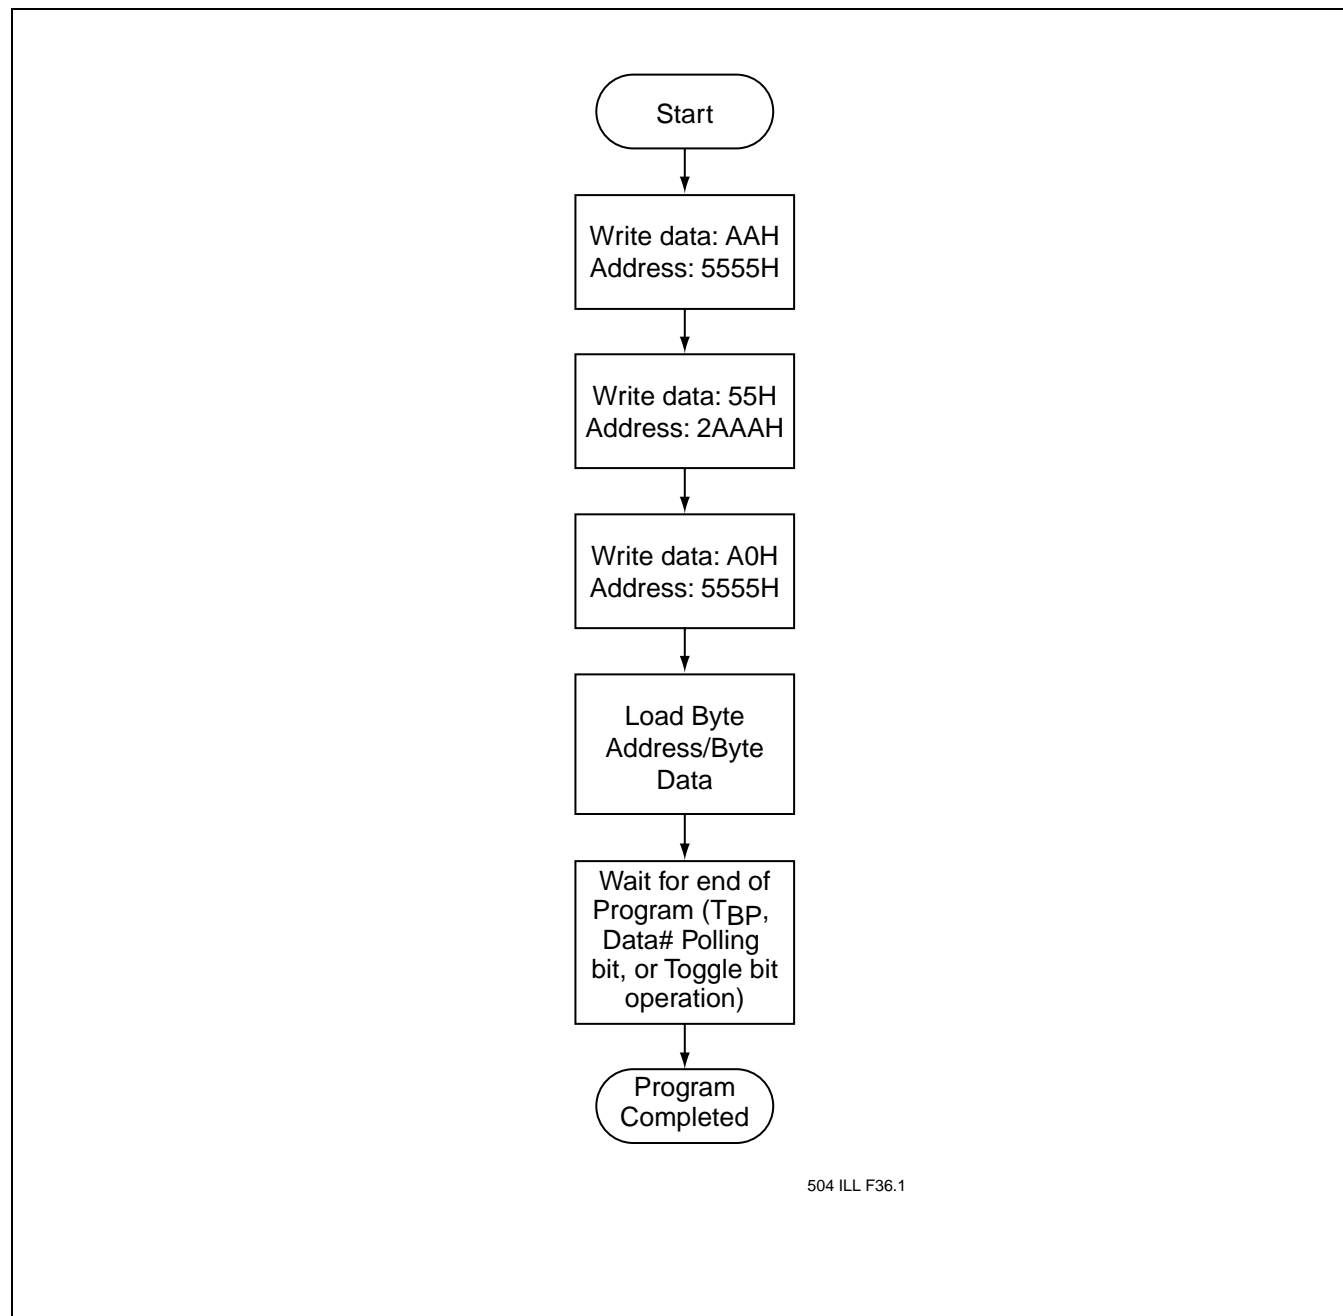 Start
Write data: AAH
Address: 5555H
Write data: 55H
Address: 2AAAH
Write data: A0H
Address: 5555H
Load Byte
Address/Byte
Data
Wait for end of
Program (TBP,
Data# Polling
bit, or Toggle bit
operation)
Program
Completed
504 ILL F36.1